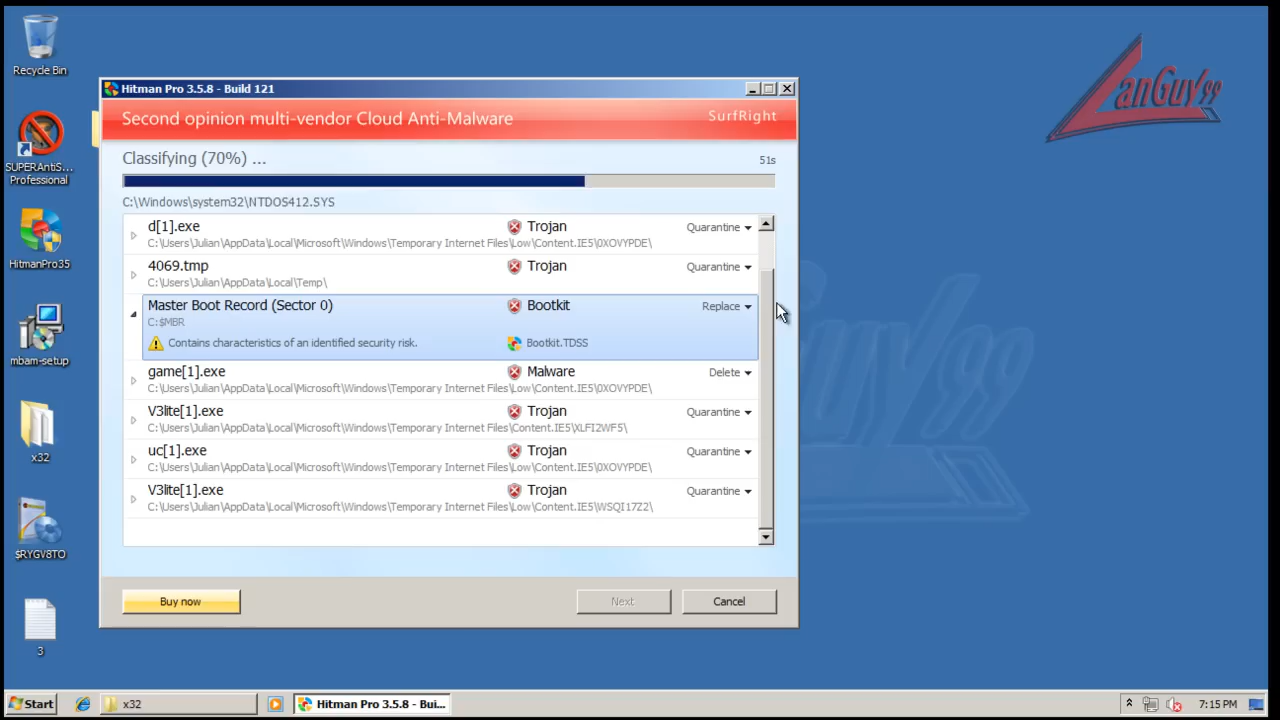 Recycle Bin
SUPERAntiS...
Professional
HitmanPro35
mbam-setup
x32
$RYGV8TO
3
LanGuy99
Hitman Pro 3.5.8 - Build 121
Second opinion multi-vendor Cloud Anti-Malware
SurfRight
Classifying (70%) ...
51s
C:\Windows\system32\NTDOS412.SYS
d[1].exe Trojan Quarantine
C:\Users\Julian\AppData\Local\Microsoft\Windows\Temporary Internet Files\Low\Content.IE5\0XOVYPDE\
4069.tmp Trojan Quarantine
C:\Users\Julian\AppData\Local\Temp\
Master Boot Record (Sector 0) Bootkit Replace
C:$MBR
Contains characteristics of an identified security risk. Bootkit.TDSS
game[1].exe Malware Delete
C:\Users\Julian\AppData\Local\Microsoft\Windows\Temporary Internet Files\Low\Content.IE5\0XOVYPDE\
V3lite[1].exe Trojan Quarantine
C:\Users\Julian\AppData\Local\Microsoft\Windows\Temporary Internet Files\Content.IE5\XLFI2WF5\
uc[1].exe Trojan Quarantine
C:\Users\Julian\AppData\Local\Microsoft\Windows\Temporary Internet Files\Low\Content.IE5\0XOVYPDE\
V3lite[1].exe Trojan Quarantine
C:\Users\Julian\AppData\Local\Microsoft\Windows\Temporary Internet Files\Low\Content.IE5\WSQI17Z2\
Buy now
Next
Cancel
Start
x32
Hitman Pro 3.5.8 - Bui...
7:15 PM